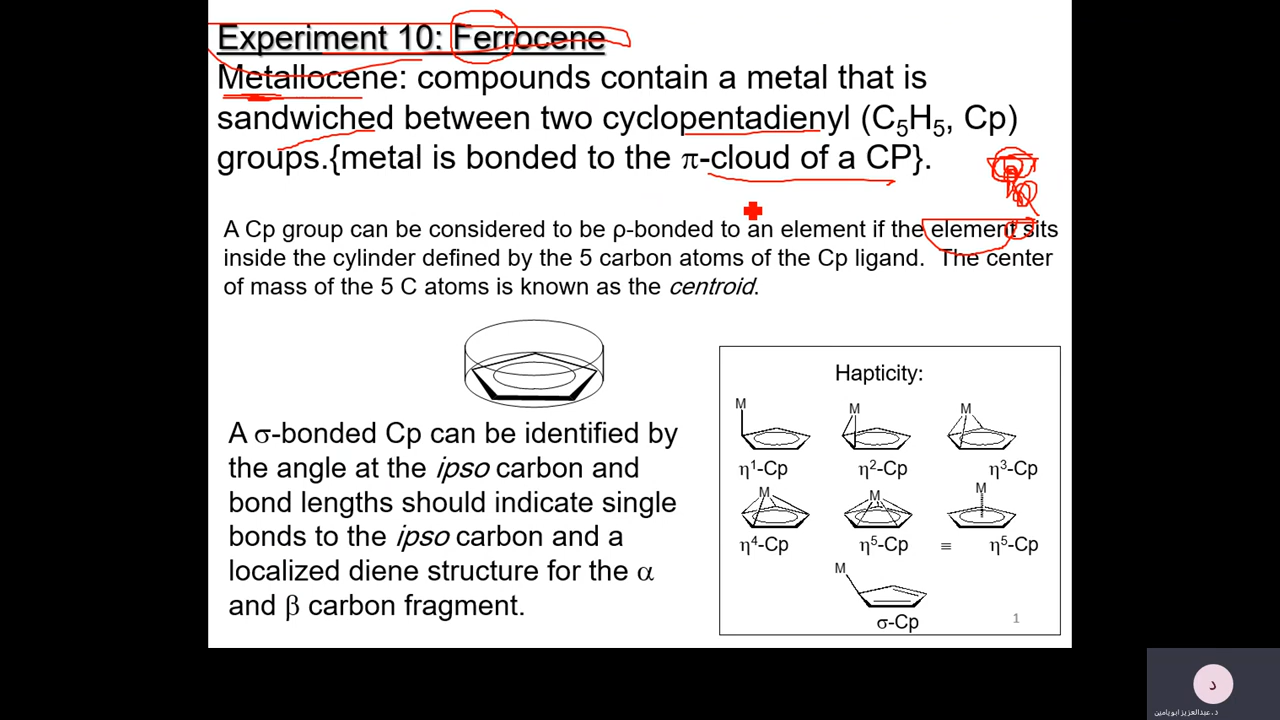 Experiment 10: Ferrocene
Metallocene: compounds contain a metal that is
sandwiched between two cyclopentadienyl (C₅H₅, Cp)
groups.{metal is bonded to the π-cloud of a CP}.
A Cp group can be considered to be ρ-bonded to an element if the element sits
inside the cylinder defined by the 5 carbon atoms of the Cp ligand. The center
of mass of the 5 C atoms is known as the centroid.
A σ-bonded Cp can be identified by
the angle at the ipso carbon and
bond lengths should indicate single
bonds to the ipso carbon and a
localized diene structure for the α
and β carbon fragment.
Hapticity:
M M M
η¹-Cp η²-Cp η³-Cp
M M M
η⁴-Cp η⁵-Cp ≡ η⁵-Cp
M
σ-Cp
1
د
د.عبدالعزيز ابويامين